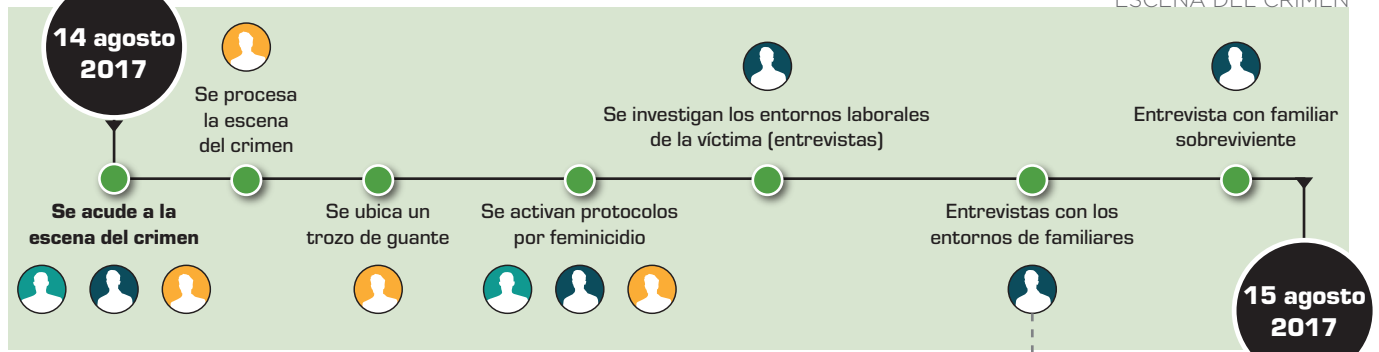 ESCENA DEL CRIMEN
14 agosto
2017
Se procesa
la escena
del crimen
Se investigan los entornos laborales
de la víctima (entrevistas)
Entrevista con familiar
sobreviviente
Se acude a la
escena del crimen
Se ubica un
trozo de guante
Se activan protocolos
por feminicidio
Entrevistas con los
entornos de familiares
15 agosto
2017